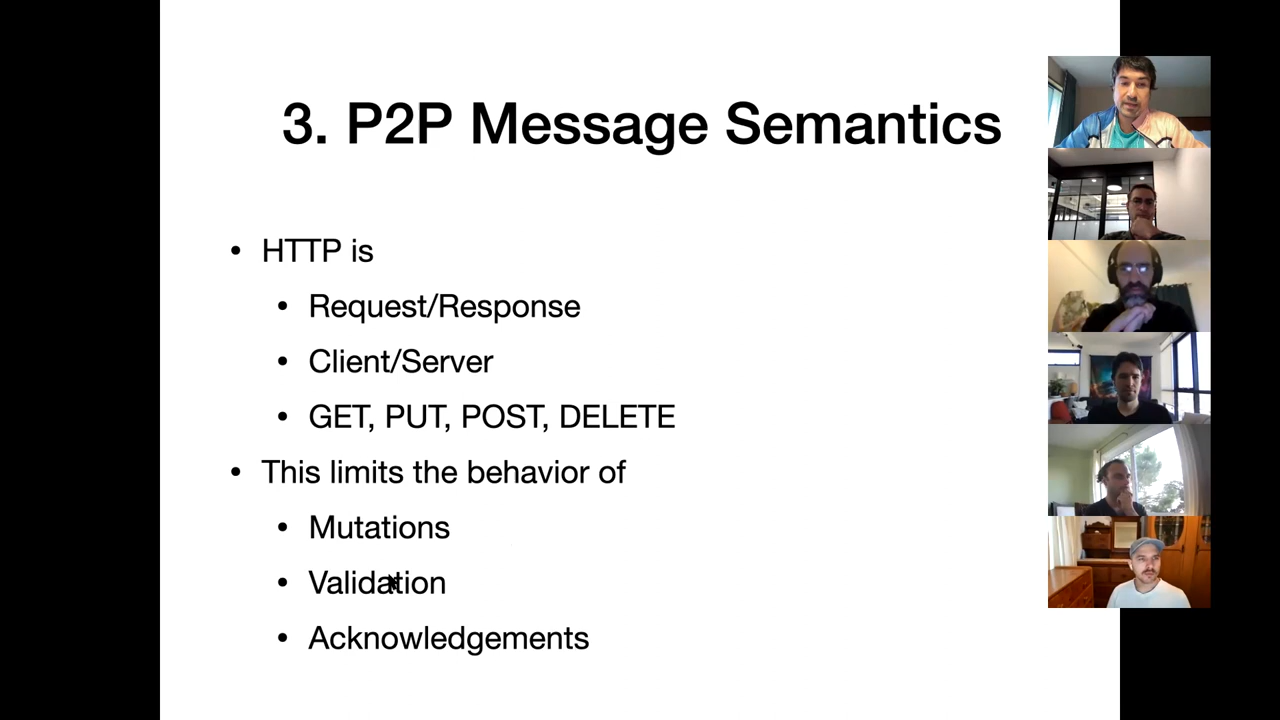 3. P2P Message Semantics
• HTTP is
• Request/Response
• Client/Server
• GET, PUT, POST, DELETE
• This limits the behavior of
• Mutations
• Validation
• Acknowledgements